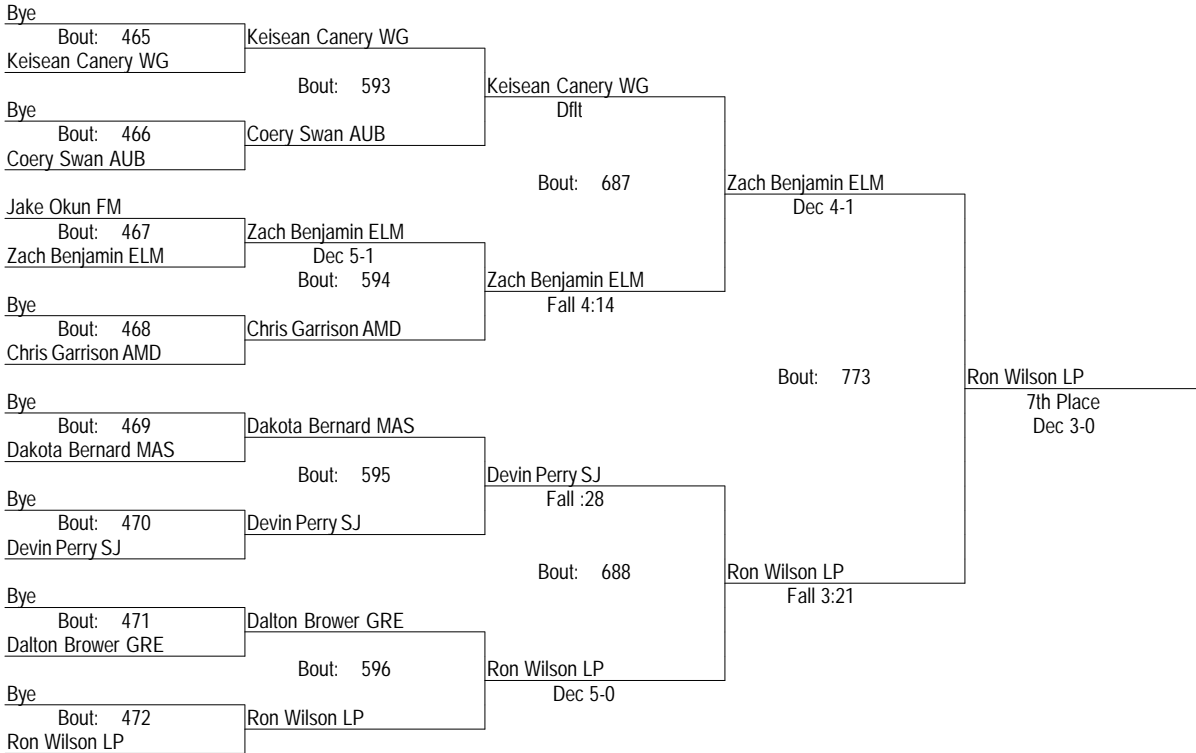 Bye
Bout: 465
Keisean Canery WG
Keisean Canery WG
Bout: 593
Keisean Canery WG
Dflt
Bye
Bout: 466
Coery Swan AUB
Coery Swan AUB
Bout: 687
Zach Benjamin ELM
Dec 4-1
Jake Okun FM
Bout: 467
Zach Benjamin ELM
Zach Benjamin ELM
Dec 5-1
Bout: 594
Zach Benjamin ELM
Fall 4:14
Bye
Bout: 468
Chris Garrison AMD
Chris Garrison AMD
Bout: 773
Ron Wilson LP
7th Place
Dec 3-0
Bye
Bout: 469
Dakota Bernard MAS
Dakota Bernard MAS
Bout: 595
Devin Perry SJ
Fall :28
Bye
Bout: 470
Devin Perry SJ
Devin Perry SJ
Bout: 688
Ron Wilson LP
Fall 3:21
Bye
Bout: 471
Dalton Brower GRE
Dalton Brower GRE
Bout: 596
Ron Wilson LP
Dec 5-0
Bye
Bout: 472
Ron Wilson LP
Ron Wilson LP